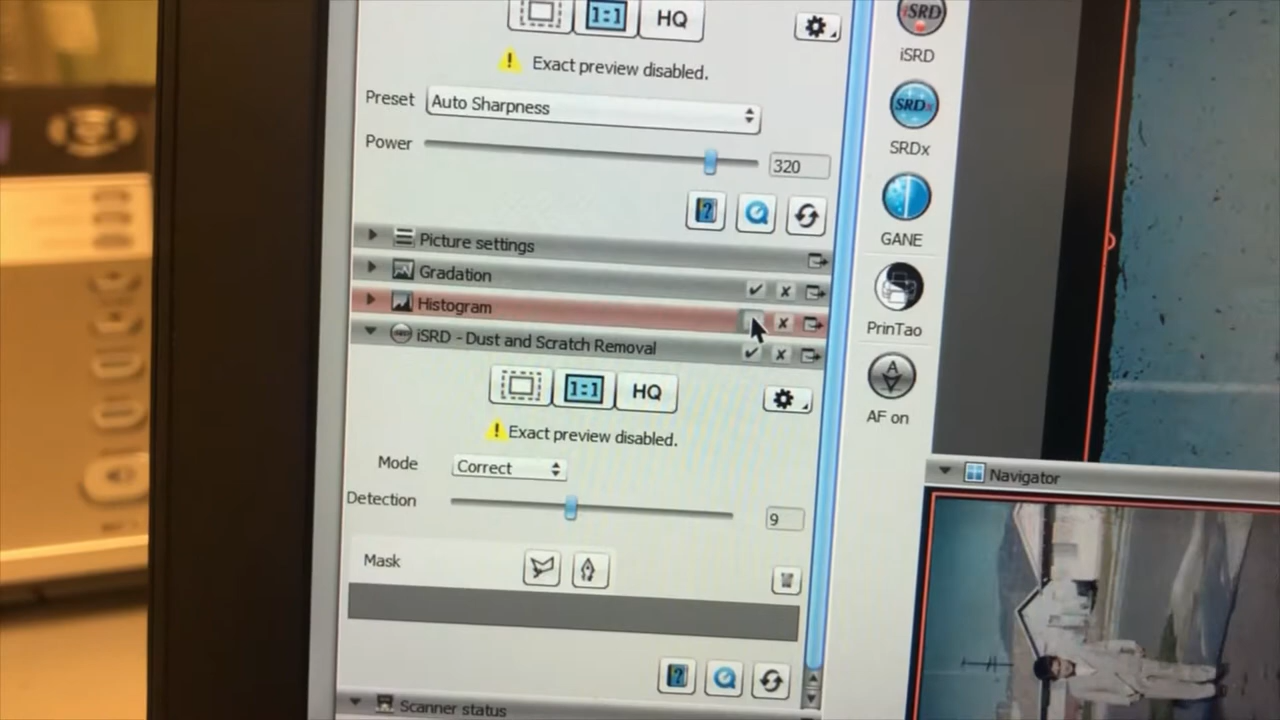 1:1
HQ
iSRD
iSRD
Exact preview disabled.
Preset
Auto Sharpness
SRDx
SRDx
Power
320
GANE
Picture settings
Gradation
Histogram
iSRD - Dust and Scratch Removal
PrinTao
1:1
HQ
A
AF on
Exact preview disabled.
Mode
Correct
Navigator
Detection
9
Mask
Scanner status